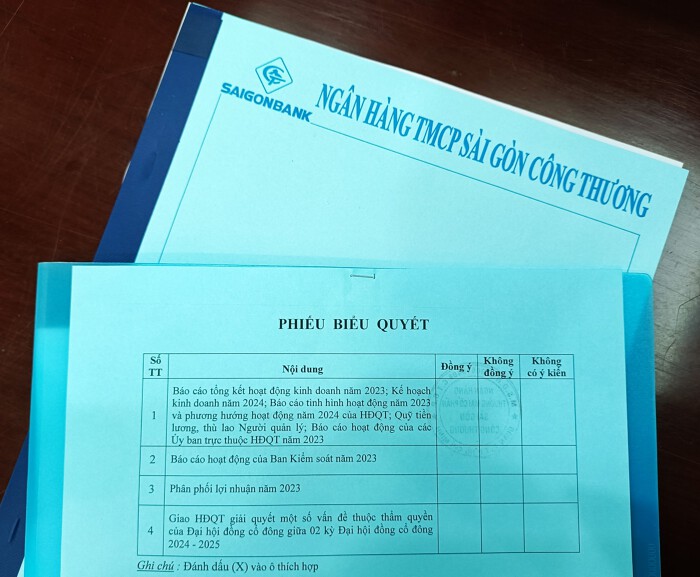 SAIGONBANK
NGÂN HÀNG TMCP SÀI GÒN CÔNG THƯƠNG
PHIẾU BIỂU QUYẾT
Số
TT
Nội dung
Đồng ý
Không
đồng ý
Không
có ý kiến
1
Báo cáo tổng kết hoạt động kinh doanh năm 2023; Kế hoạch
kinh doanh năm 2024; Báo cáo tình hình hoạt động năm 2023
và phương hướng hoạt động năm 2024 của HĐQT; Quỹ tiền
lương, thù lao Người quản lý; Báo cáo hoạt động của các
Ủy ban trực thuộc HĐQT năm 2023
2
Báo cáo hoạt động của Ban Kiểm soát năm 2023
3
Phân phối lợi nhuận năm 2023
4
Giao HĐQT giải quyết một số vấn đề thuộc thẩm quyền
của Đại hội đồng cổ đông giữa 02 kỳ Đại hội đồng cổ đông
2024 - 2025
Ghi chú : Đánh dấu (X) vào ô thích hợp